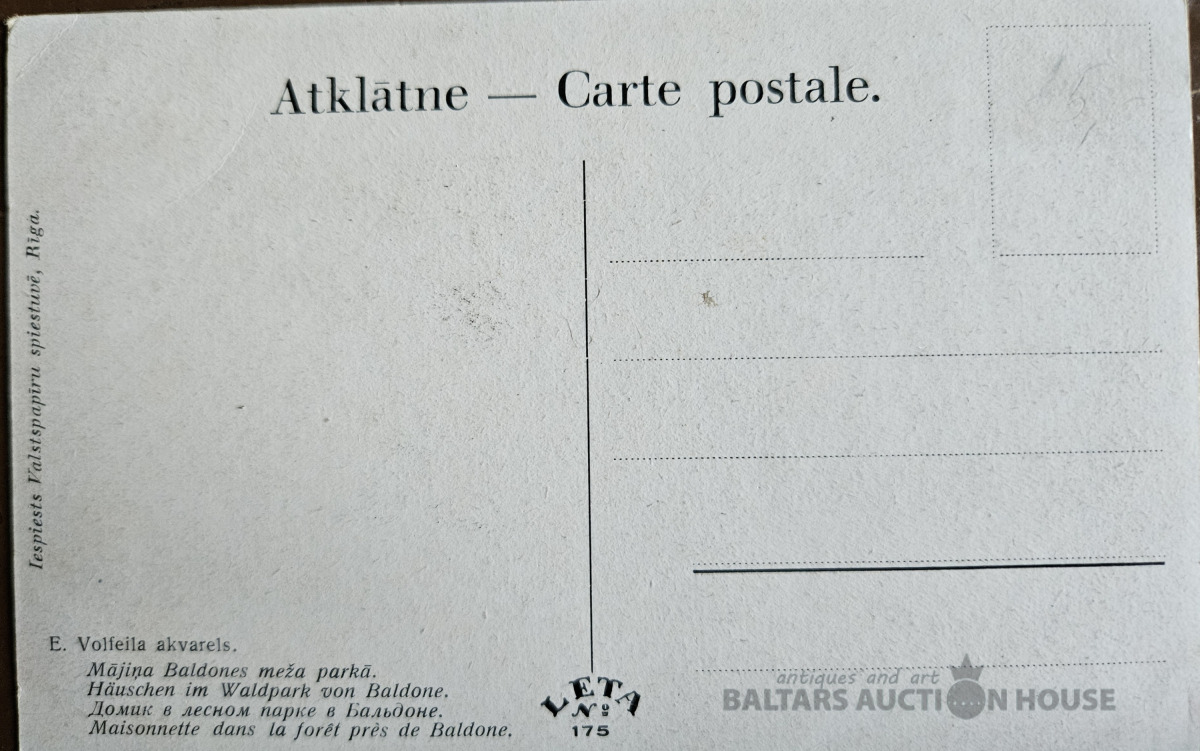 Atklātne — Carte postale.
Iespiests Valstspapīru spiestuvē, Rīga.
E. Volfeila akvarels.
Mājiņa Baldones meža parkā.
Häuschen im Waldpark von Baldone.
Домик в лесном парке в Бальдоне.
Maisonnette dans la forêt près de Baldone.
LETA
№
175
antiques and art
BALTARS AUCTION HOUSE